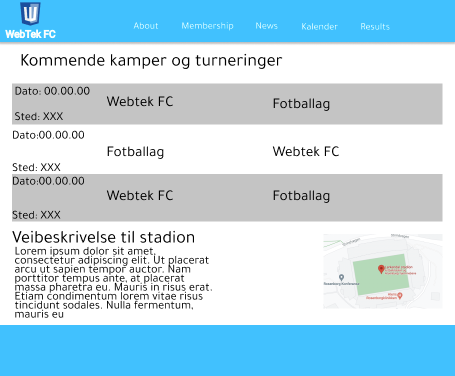 WebTek FC
About Membership News Kalender Results
Kommende kamper og turneringer
Dato: 00.00.00
Webtek FC Fotballag
Sted: XXX
Dato:00.00.00
Fotballag Webtek FC
Sted: XXX
Dato:00.00.00
Webtek FC Fotballag
Sted: XXX
Veibeskrivelse til stadion
Lorem ipsum dolor sit amet,
consectetur adipiscing elit. Ut placerat
arcu ut sapien tempor auctor. Nam
porttitor tempus ante, at placerat
massa pharetra eu. Mauris in risus erat.
Etiam condimentum lorem vitae risus
tincidunt sodales. Nulla fermentum,
mauris eu